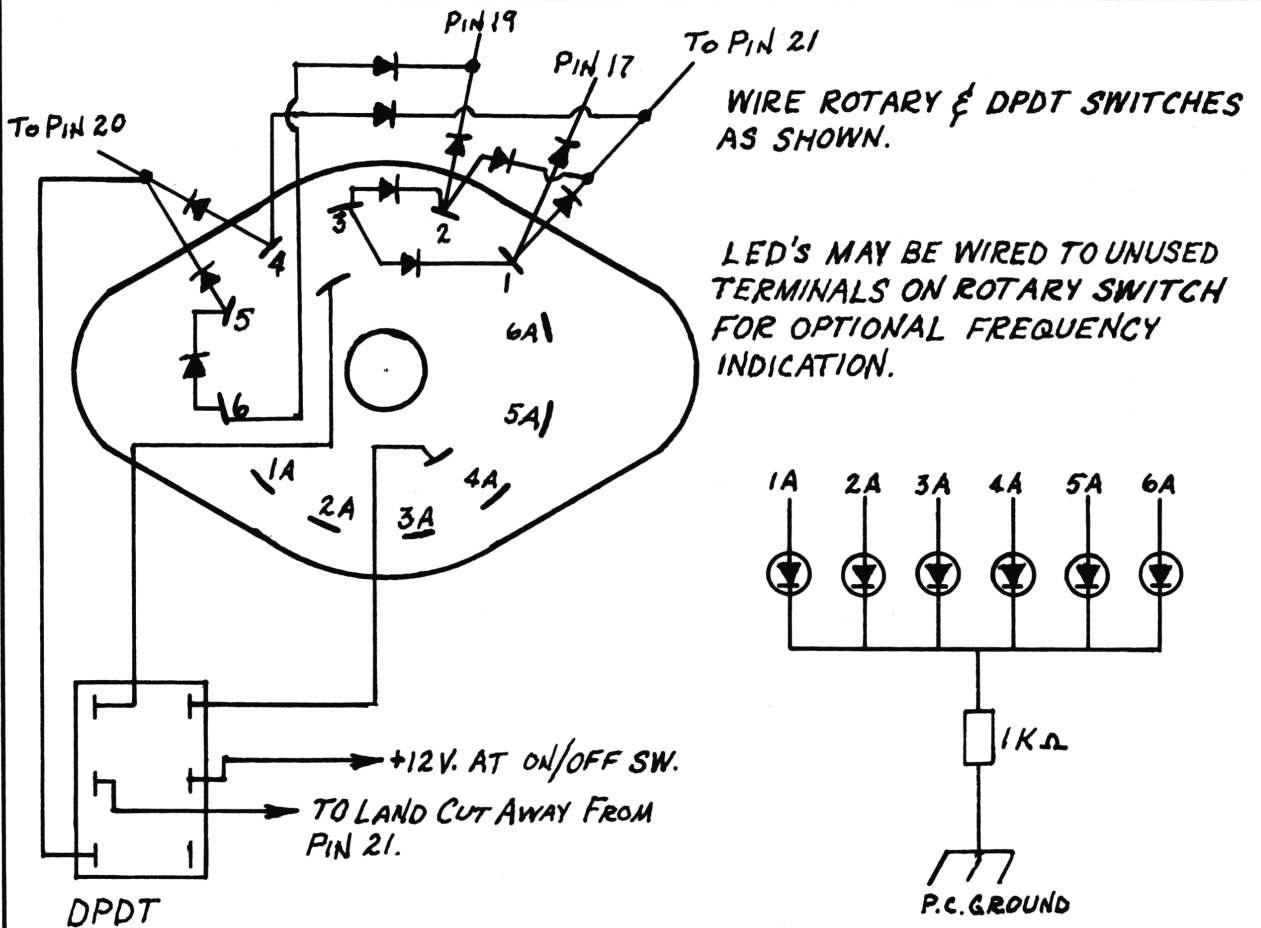 PIN 19
TO PIN 21
PIN 17
TO PIN 20
WIRE ROTARY & DPDT SWITCHES
AS SHOWN.
LED'S MAY BE WIRED TO UNUSED
TERMINALS ON ROTARY SWITCH
FOR OPTIONAL FREQUENCY
INDICATION.
3
2
4
1
5
6A
6
5A
1A
4A
2A
3A
1A 2A 3A 4A 5A 6A
1KΩ
+12V. AT ON/OFF SW.
TO LAND CUT AWAY FROM
PIN 21.
DPDT
P.C. GROUND